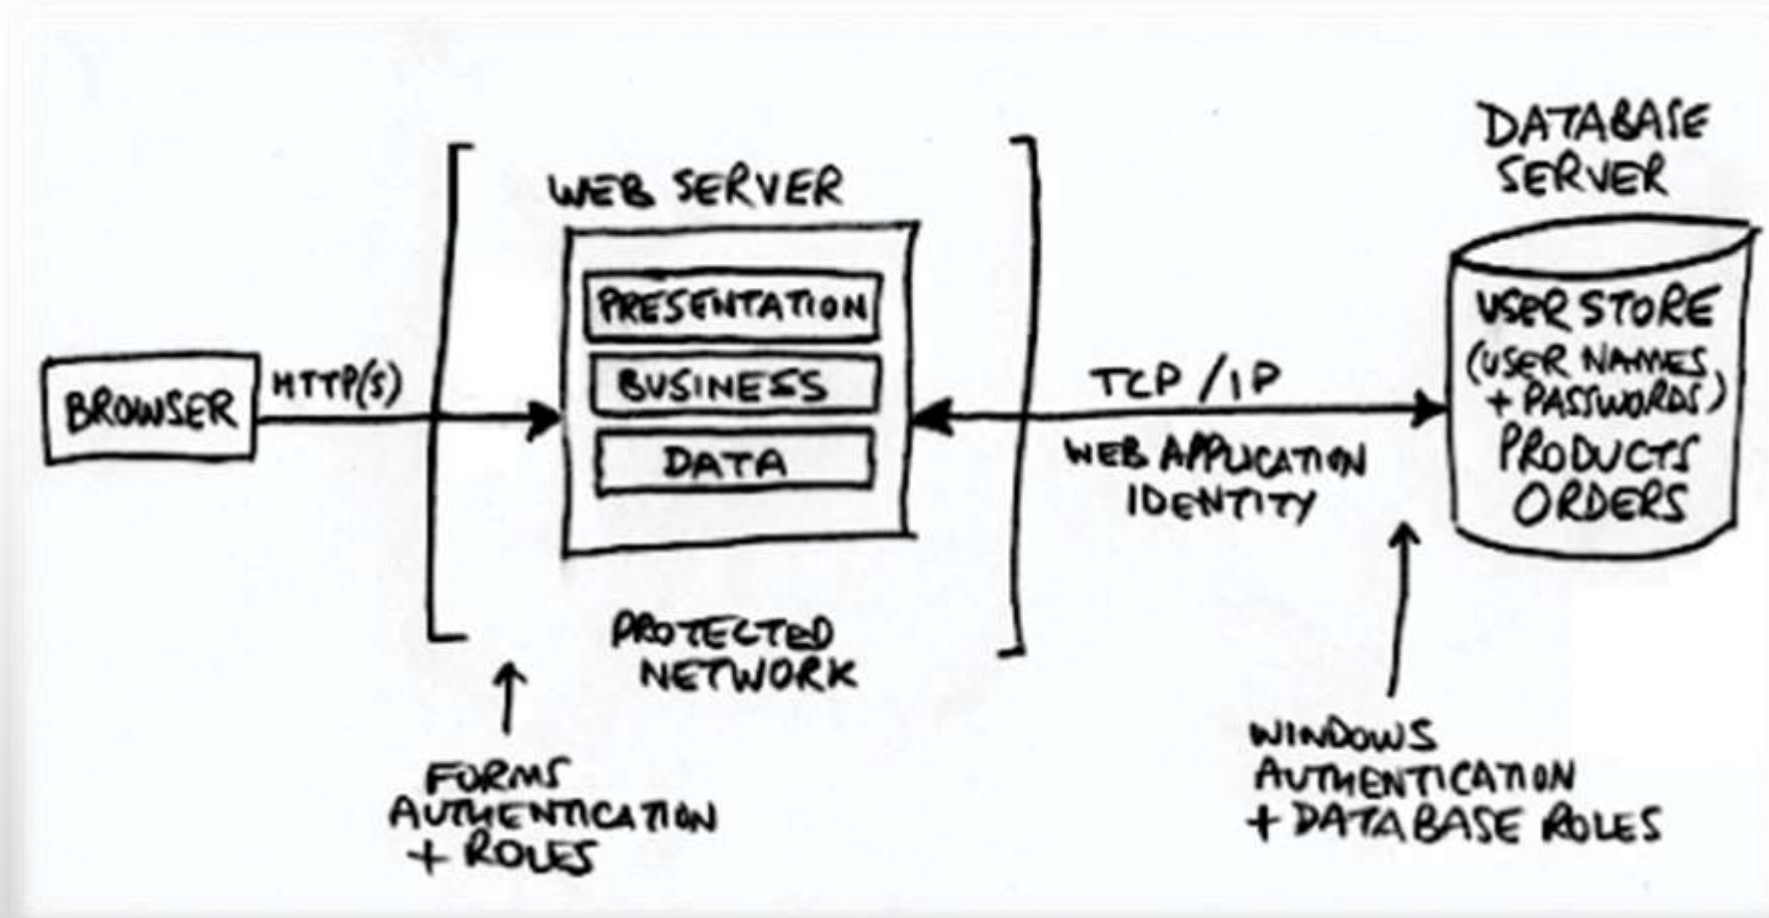 DATABASE
SERVER
WEB SERVER
PRESENTATION
BUSINESS
DATA
BROWSER
HTTP(S)
TCP/IP
WEB APPLICATION
IDENTITY
USER STORE
(USER NAMES
+ PASSWORDS)
PRODUCTS
ORDERS
PROTECTED
NETWORK
FORMS
AUTHENTICATION
+ ROLES
WINDOWS
AUTHENTICATION
+ DATABASE ROLES